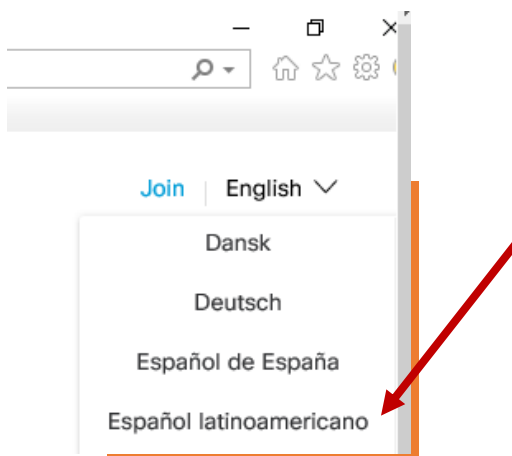 Join English
Dansk
Deutsch
Español de España
Español latinoamericano